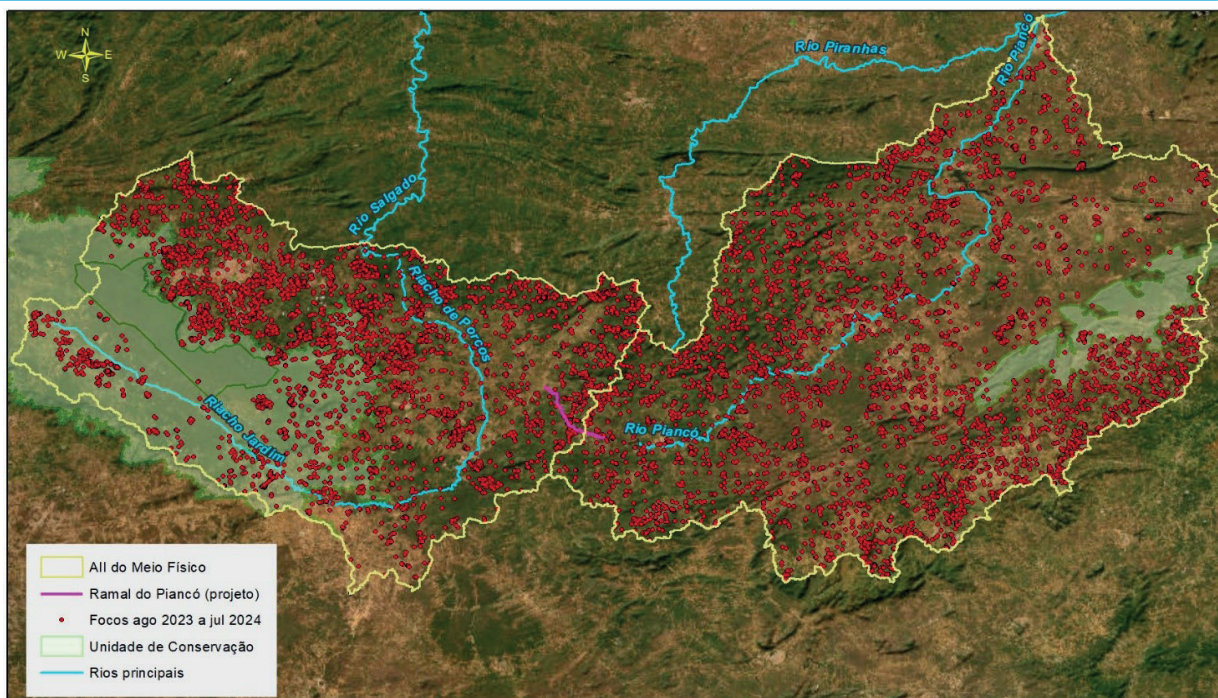 N
W E
S
Rio Piranhas
Rio Piancó
Rio Salgado
Riacho de Porcos
Riacho Jardim
Rio Piancó
AII do Meio Físico
Ramal do Piancó (projeto)
Focos ago 2023 a jul 2024
Unidade de Conservação
Rios principais